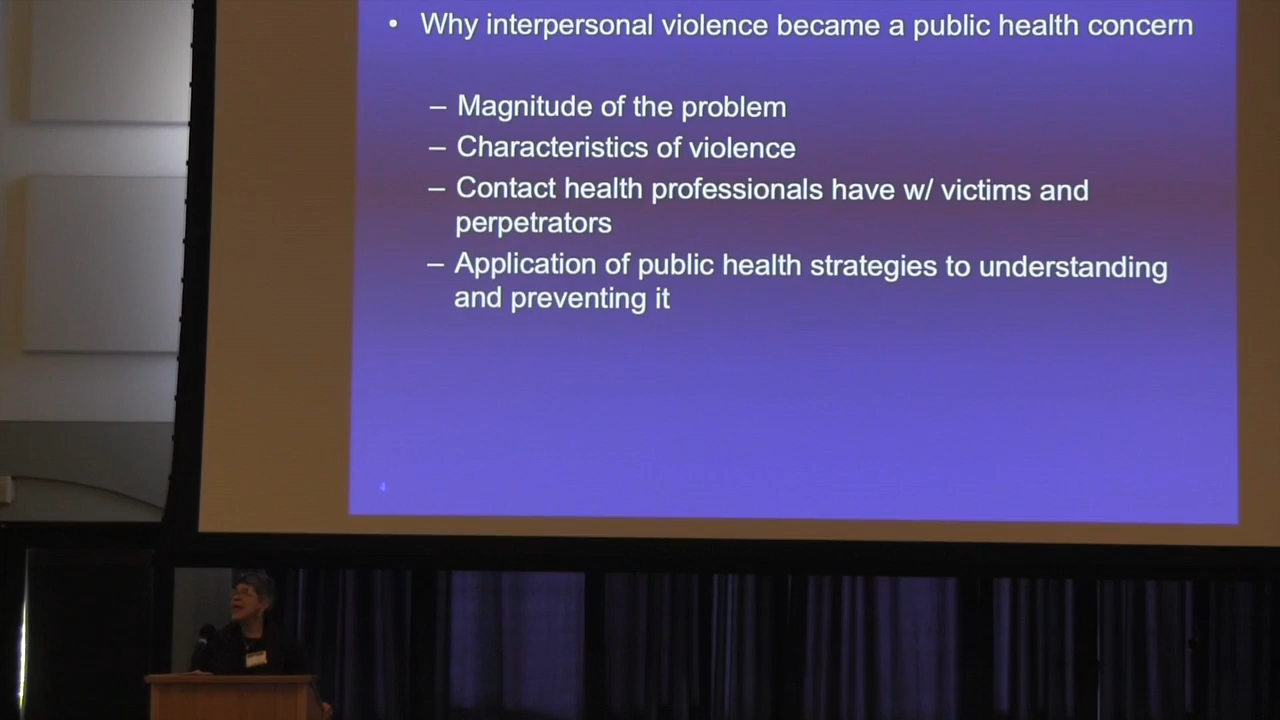 • Why interpersonal violence became a public health concern
– Magnitude of the problem
– Characteristics of violence
– Contact health professionals have w/ victims and
perpetrators
– Application of public health strategies to understanding
and preventing it
4